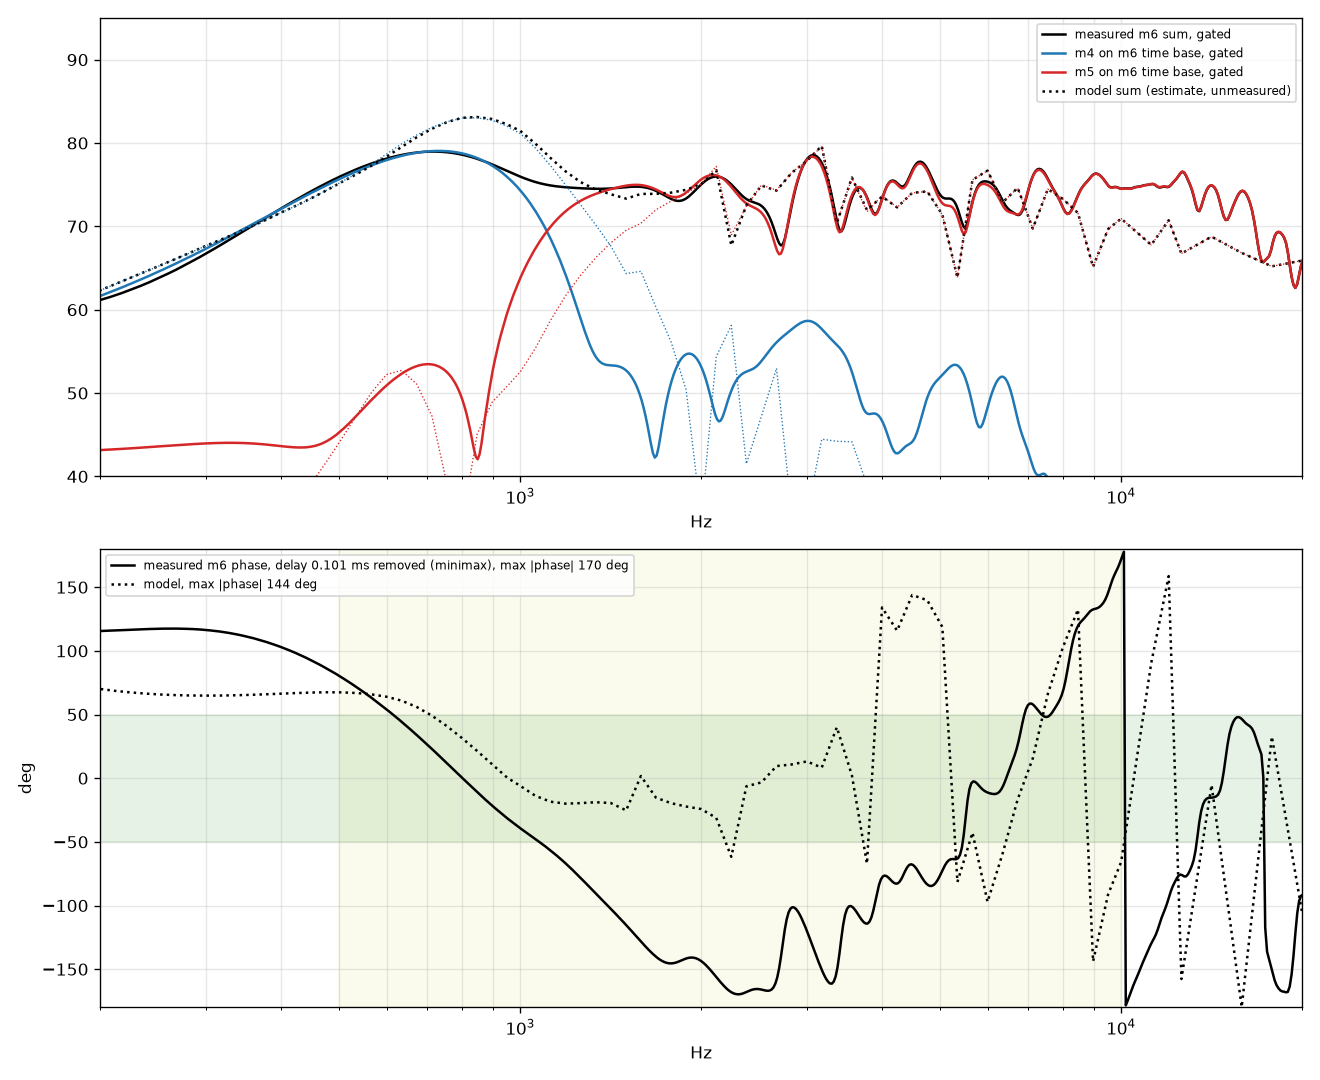 90
80
70
60
50
40
measured m6 sum, gated
m4 on m6 time base, gated
m5 on m6 time base, gated
model sum (estimate, unmeasured)
10³
10⁴
Hz
deg
150
100
50
0
−50
−100
−150
measured m6 phase, delay 0.101 ms removed (minimax), max |phase| 170 deg
model, max |phase| 144 deg
10³
10⁴
Hz